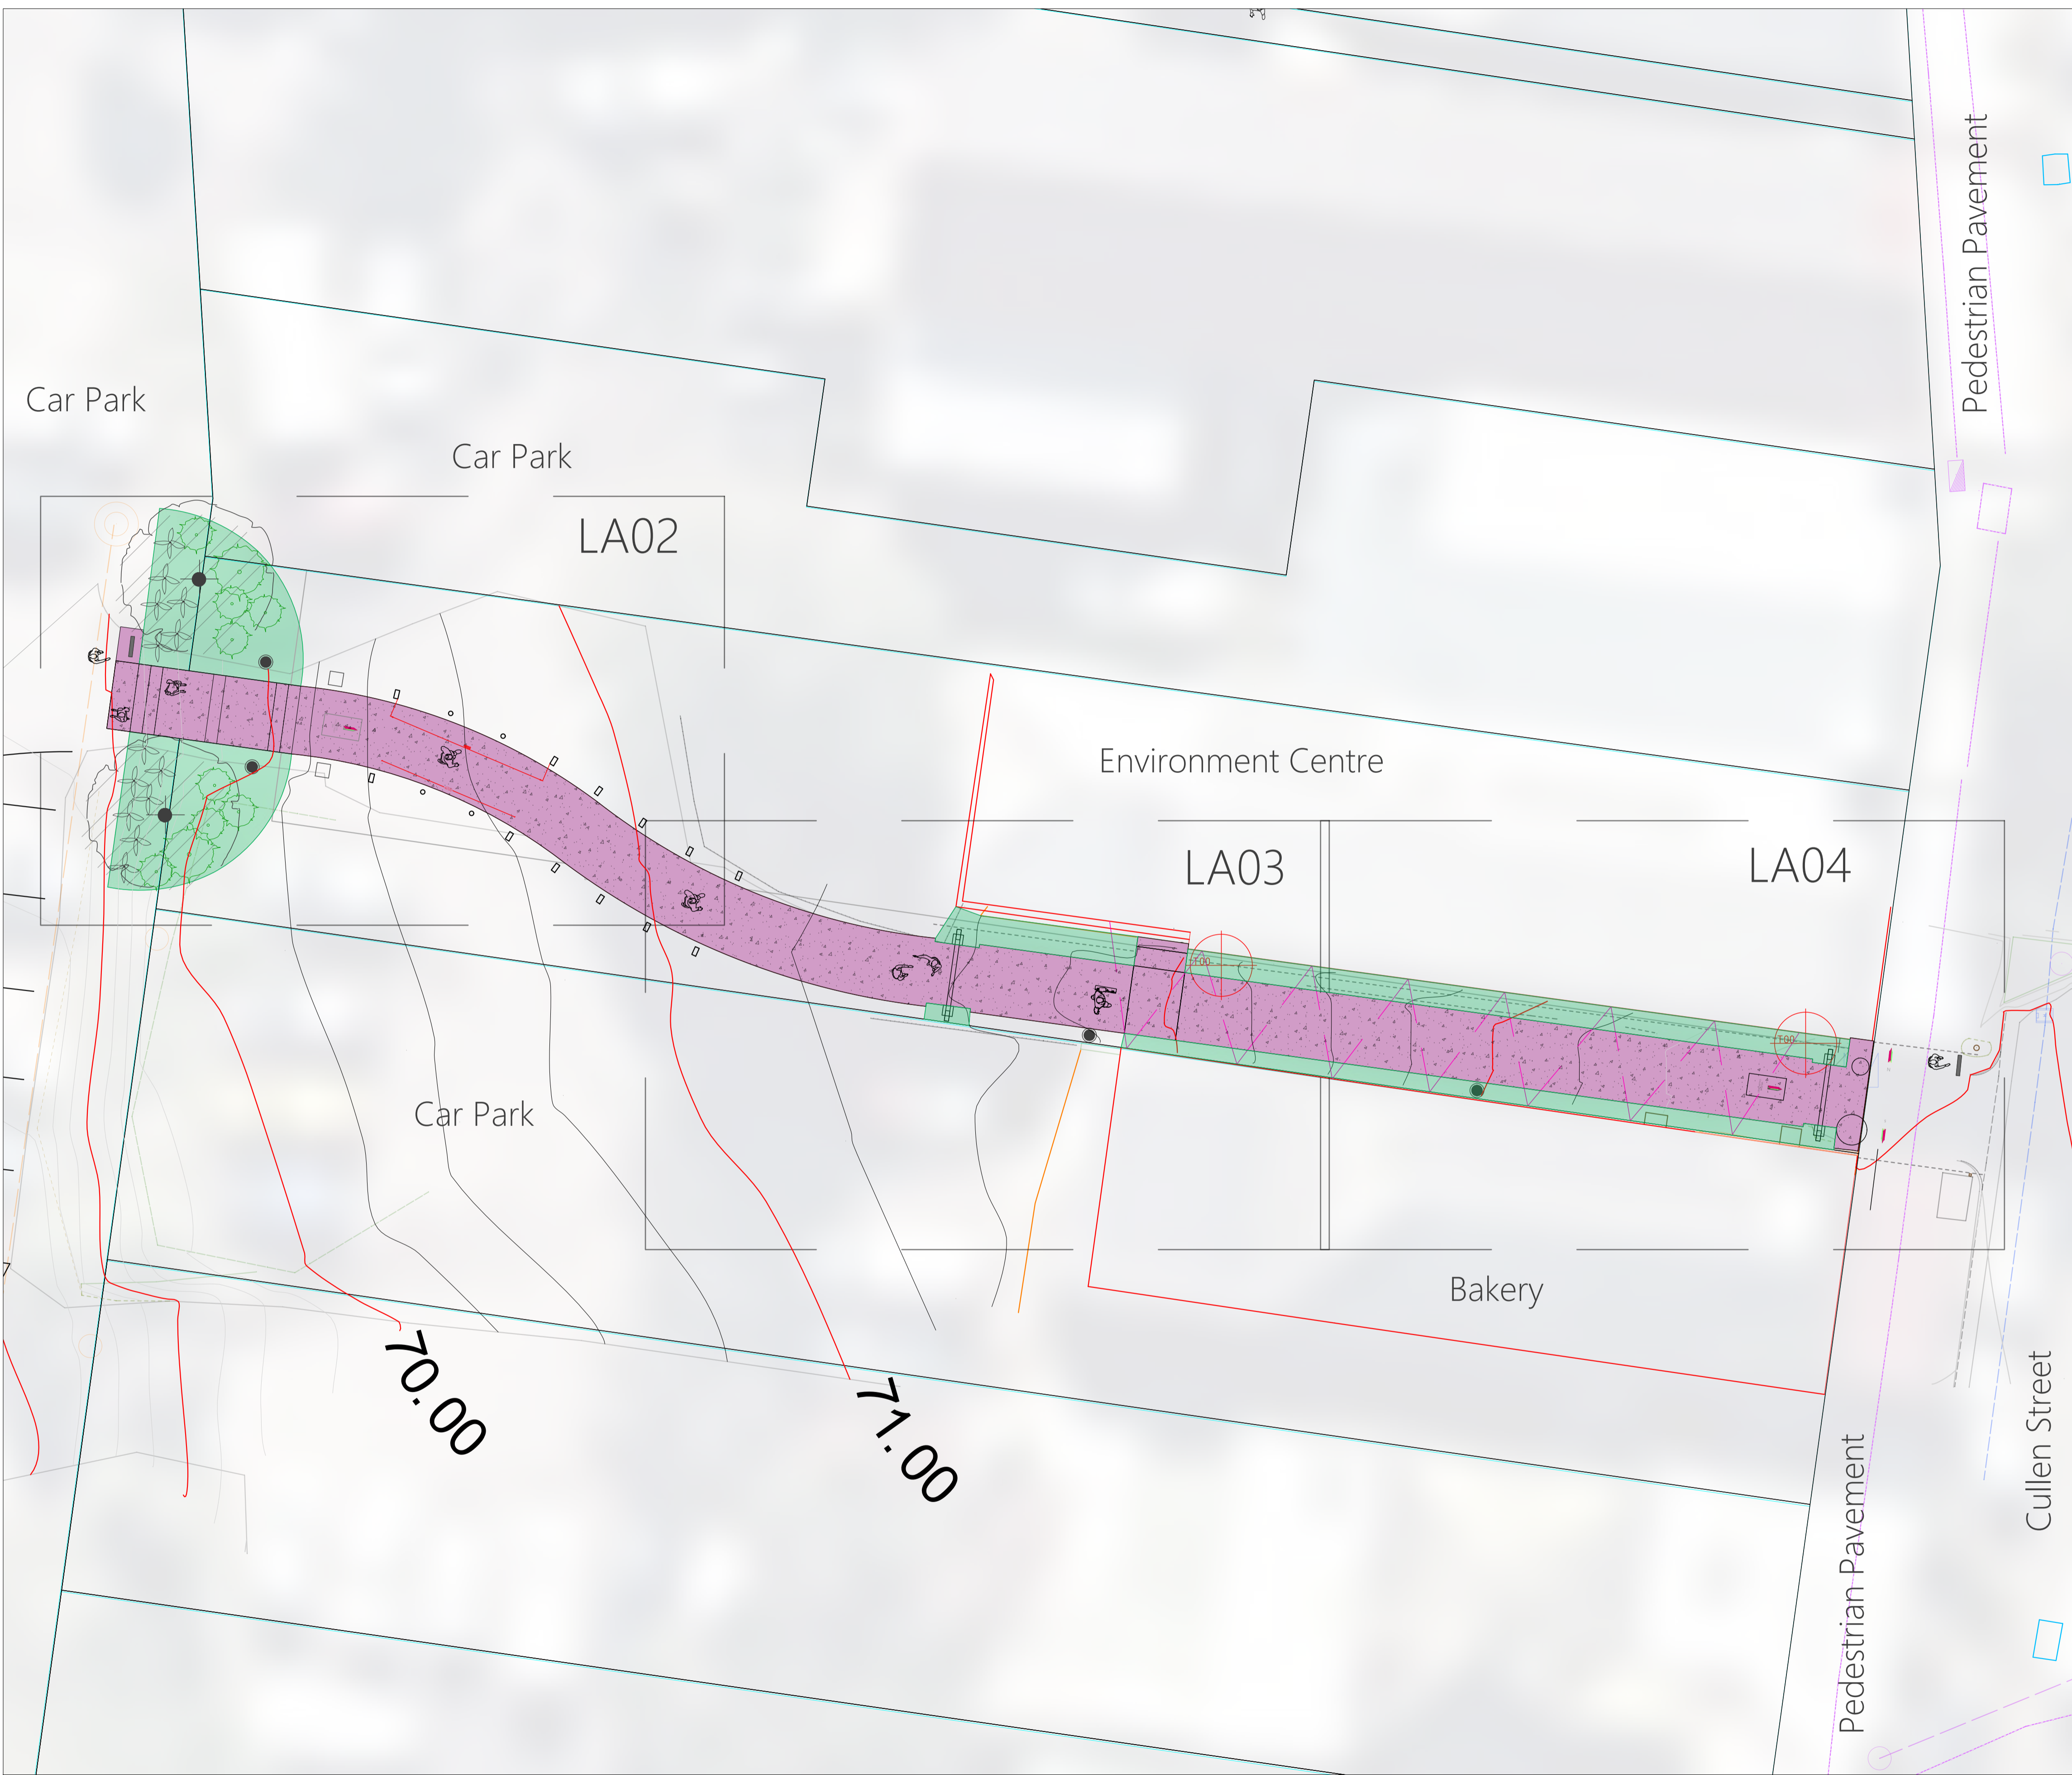 Pedestrian Pavement
Car Park
Car Park
LA02
Environment Centre
LA03
LA04
Car Park
Bakery
70.00
71.00
Cullen Street
Pedestrian Pavement